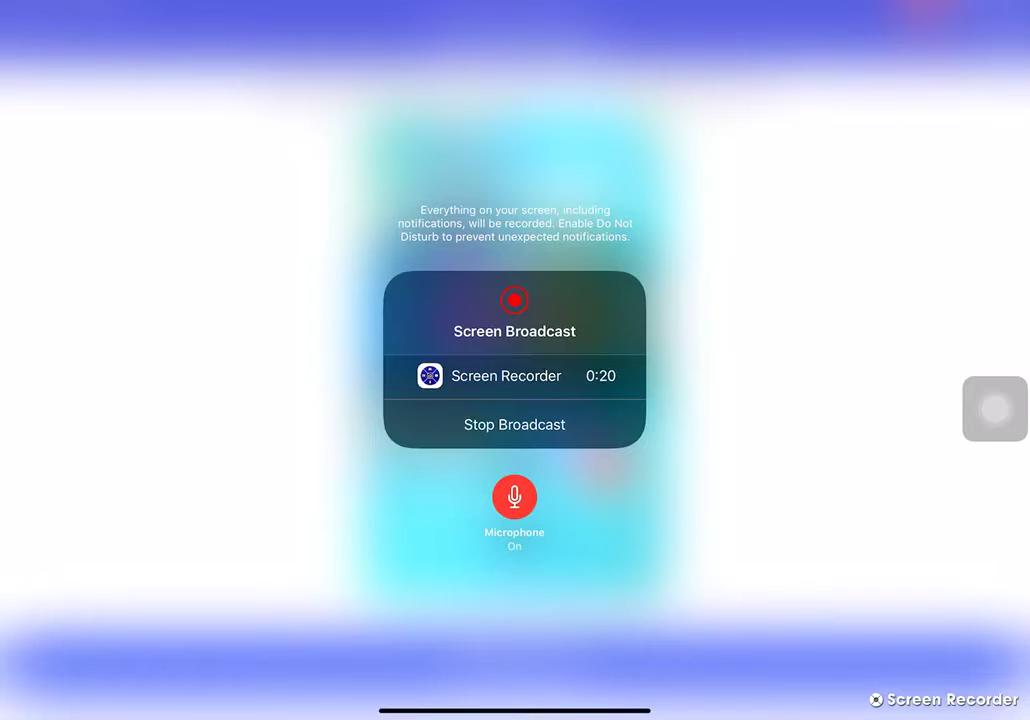 Everything on your screen, including
notifications, will be recorded. Enable Do Not
Disturb to prevent unexpected notifications.
Screen Broadcast
Screen Recorder 0:20
Stop Broadcast
Microphone
On
Screen Recorder